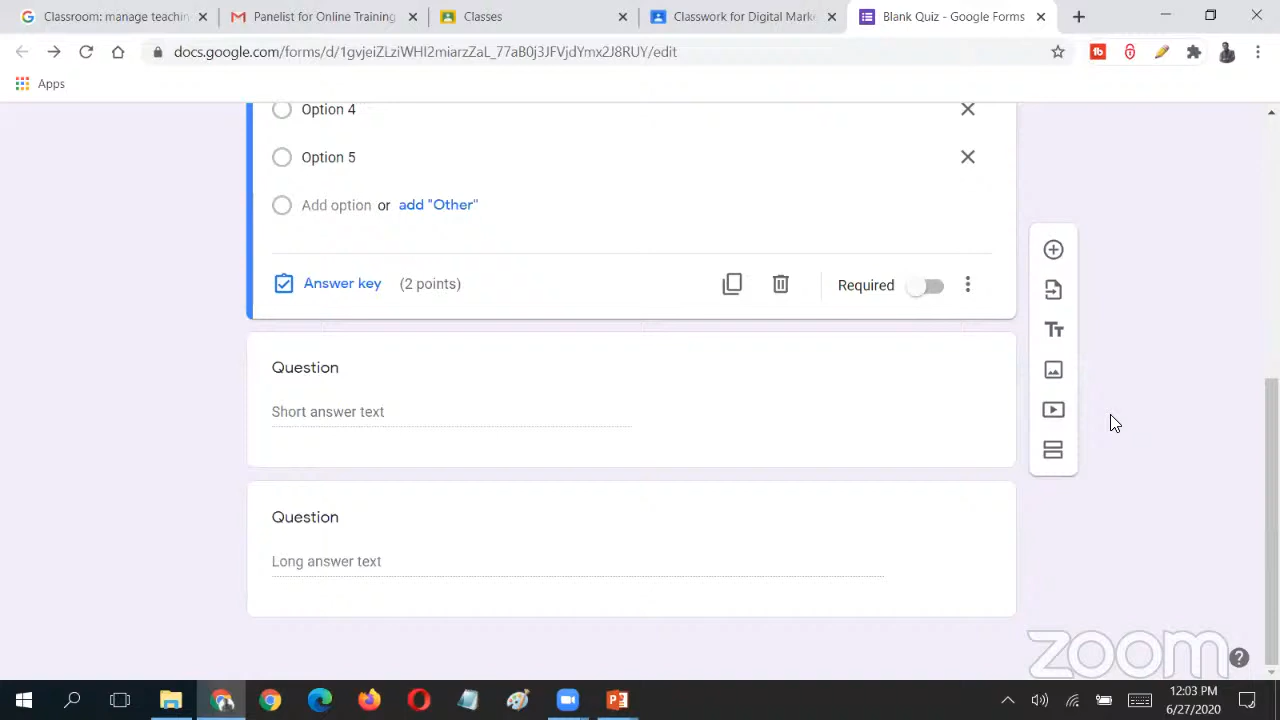 Classroom: manage teachin
Panelist for Online Training
Classes
Classwork for Digital Mark
Blank Quiz - Google Forms
docs.google.com/forms/d/1gvjeiZLziWHI2miarzZaL_77aB0j3JFVjdYmx2J8RUY/edit
Apps
Option 4
Option 5
Add option or add "Other"
Answer key (2 points)
Required
Question
Short answer text
Question
Long answer text
zoom
12:03 PM
6/27/2020